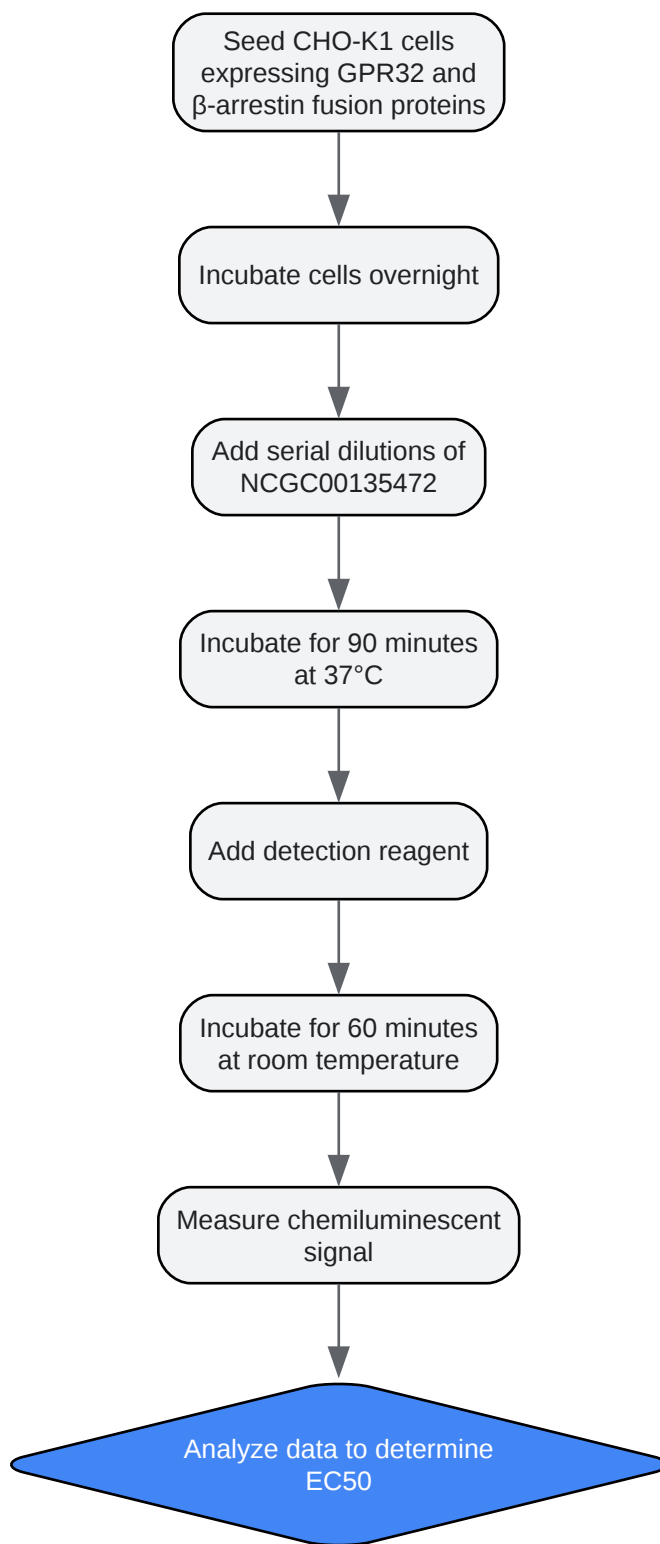 Seed CHO-K1 cells
expressing GPR32 and
β-arrestin fusion proteins
Incubate cells overnight
Add serial dilutions of
NCGC00135472
Incubate for 90 minutes
at 37°C
Add detection reagent
Incubate for 60 minutes
at room temperature
Measure chemiluminescent
signal
Analyze data to determine
EC50